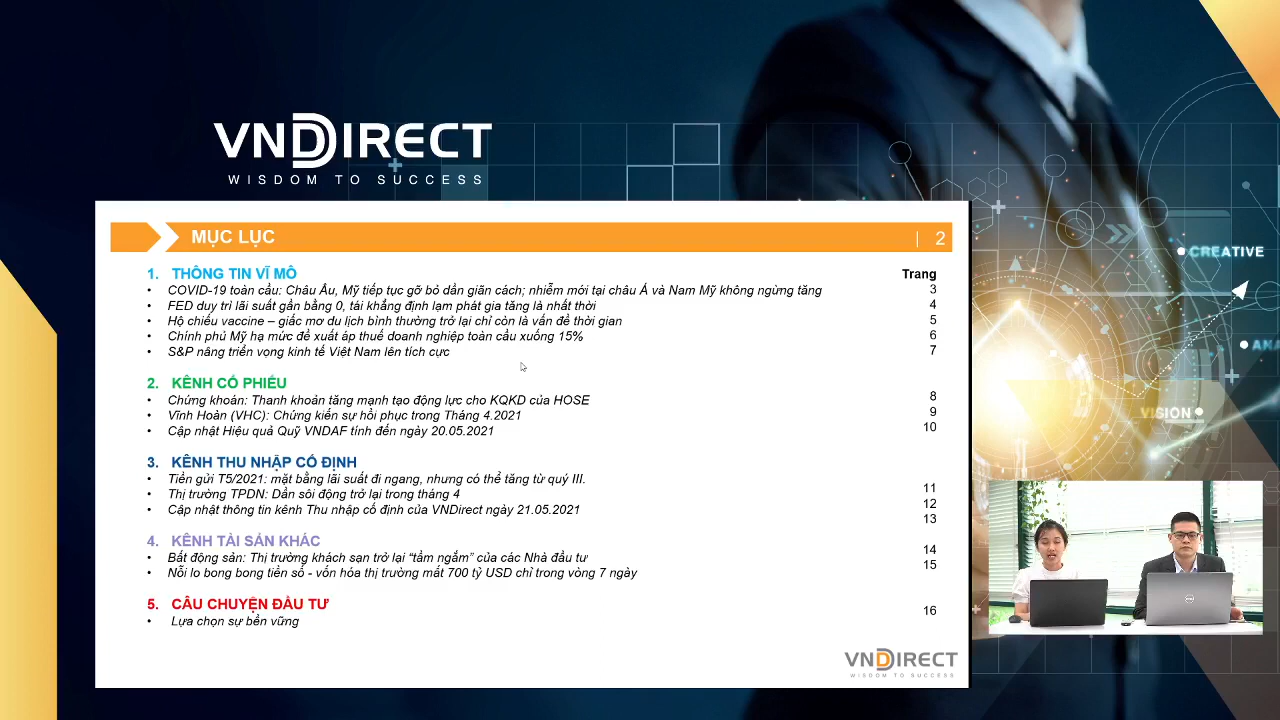 VNDIRECT
WISDOM TO SUCCESS
MỤC LỤC | 2
1. THÔNG TIN VĨ MÔ Trang
• COVID-19 toàn cầu: Châu Âu, Mỹ tiếp tục gỡ bỏ dần giãn cách; nhiễm mới tại châu Á và Nam Mỹ không ngừng tăng 3
• FED duy trì lãi suất gần bằng 0, tái khẳng định lạm phát gia tăng là nhất thời 4
• Hộ chiếu vaccine – giấc mơ du lịch bình thường trở lại chỉ còn là vấn đề thời gian 5
• Chính phủ Mỹ hạ mức đề xuất áp thuế doanh nghiệp toàn cầu xuống 15% 6
• S&P nâng triển vọng kinh tế Việt Nam lên tích cực 7
2. KÊNH CỔ PHIẾU
• Chứng khoán: Thanh khoản tăng mạnh tạo động lực cho KQKD của HOSE 8
• Vĩnh Hoàn (VHC): Chứng kiến sự hồi phục trong Tháng 4.2021 9
• Cập nhật Hiệu quả Quỹ VNDAF tính đến ngày 20.05.2021 10
3. KÊNH THU NHẬP CỐ ĐỊNH
• Tiền gửi T5/2021: mặt bằng lãi suất đi ngang, nhưng có thể tăng từ quý III. 11
• Thị trường TPDN: Dần sôi động trở lại trong tháng 4 12
• Cập nhật thông tin kênh Thu nhập cố định của VNDirect ngày 21.05.2021 13
4. KÊNH TÀI SẢN KHÁC
• Bất động sản: Thị trường khách sạn trở lại “tầm ngắm” của các Nhà đầu tư 14
• Nỗi lo bong bong tiền số - vốn hóa thị trường mất 700 tỷ USD chỉ trong vòng 7 ngày 15
5. CÂU CHUYỆN ĐẦU TƯ
• Lựa chọn sự bền vững 16
VNDIRECT
WISDOM TO SUCCESS
CREATIVE
ANA
VISION
DELL